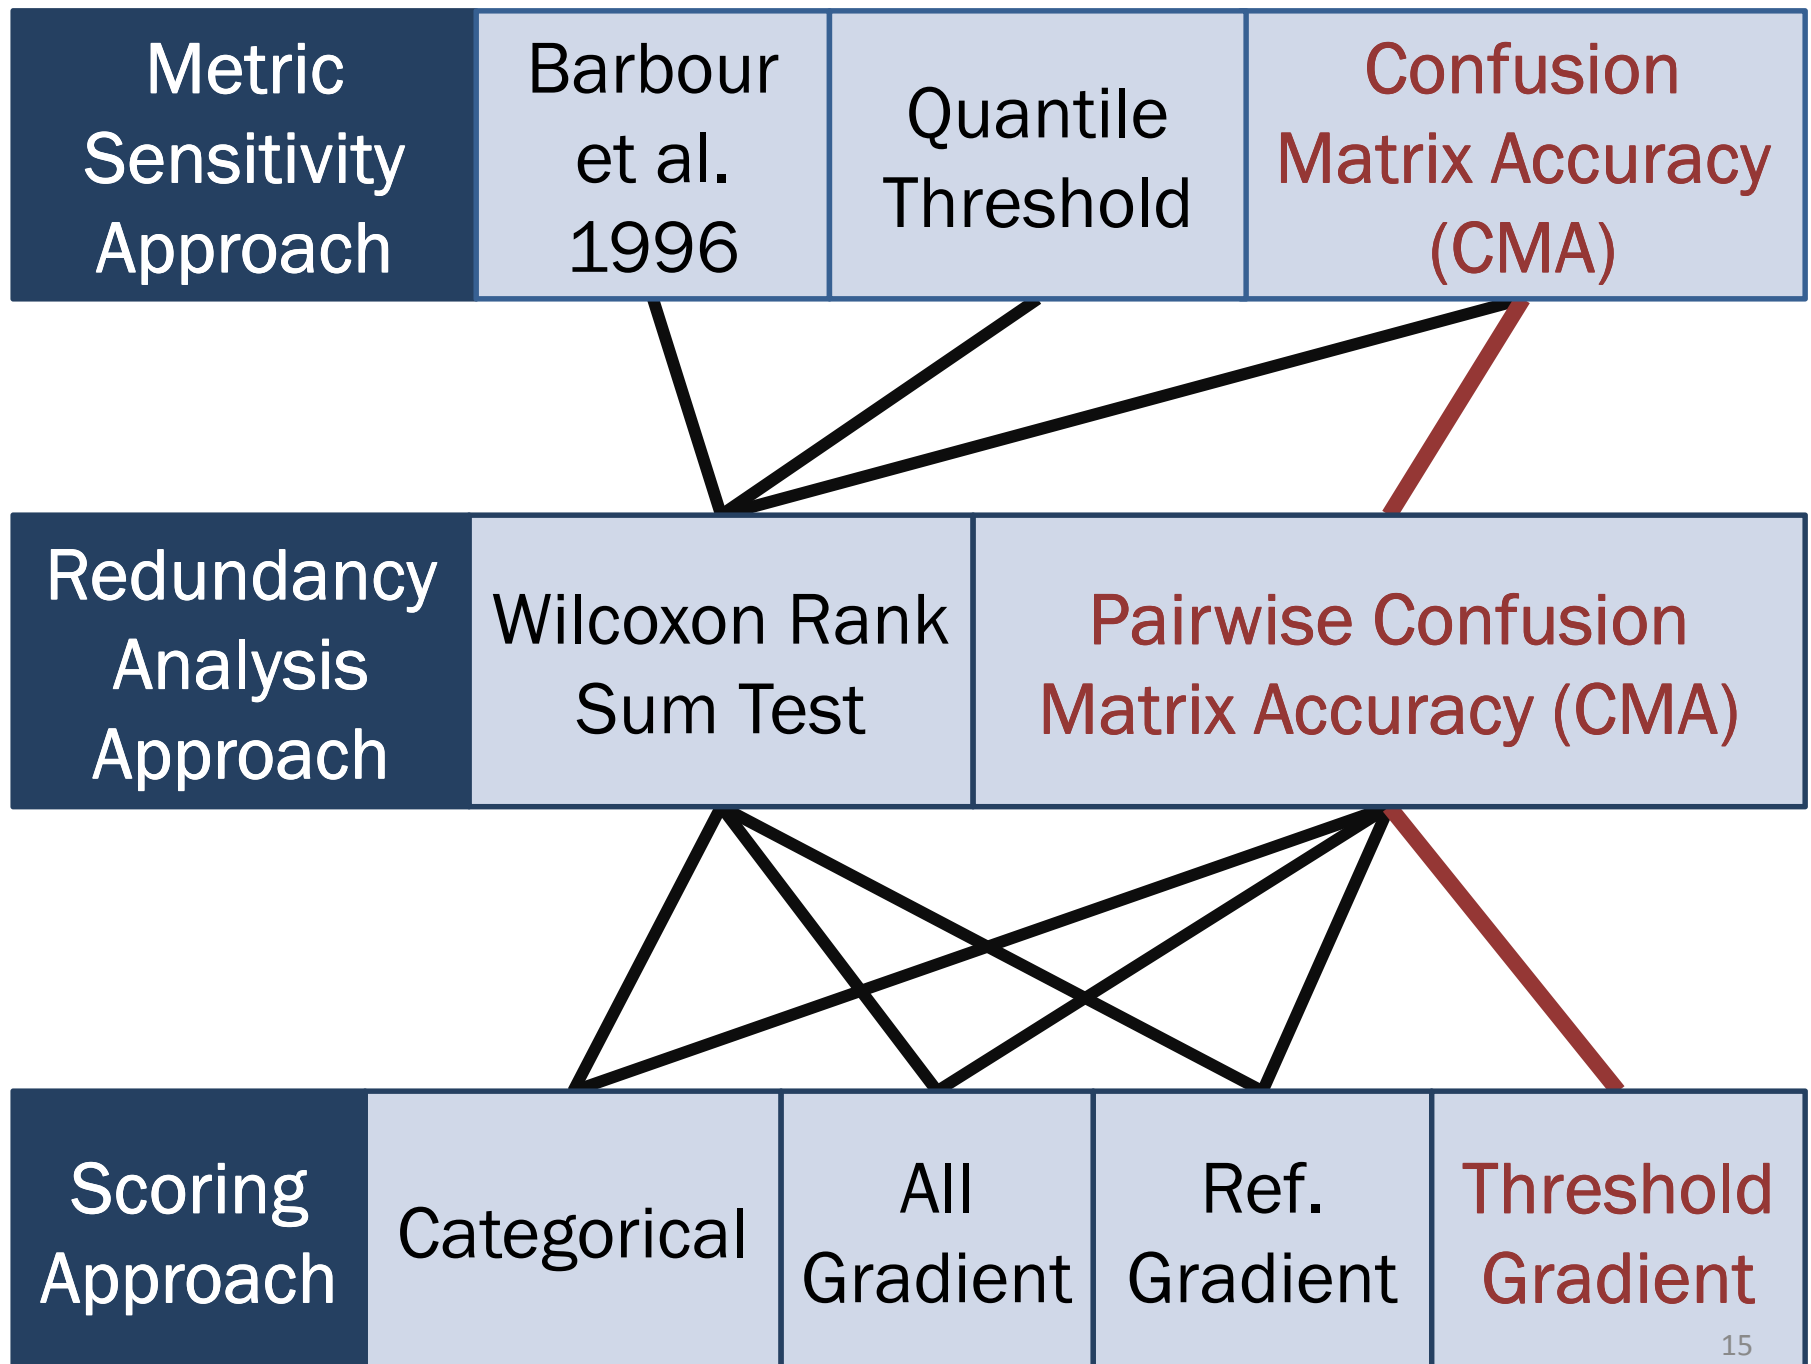 Metric
Sensitivity
Approach
Barbour
et al.
1996
Quantile
Threshold
Confusion
Matrix Accuracy
(CMA)
Redundancy
Analysis
Approach
Wilcoxon Rank
Sum Test
Pairwise Confusion
Matrix Accuracy (CMA)
Scoring
Approach
Categorical
All
Gradient
Ref.
Gradient
Threshold
Gradient
15